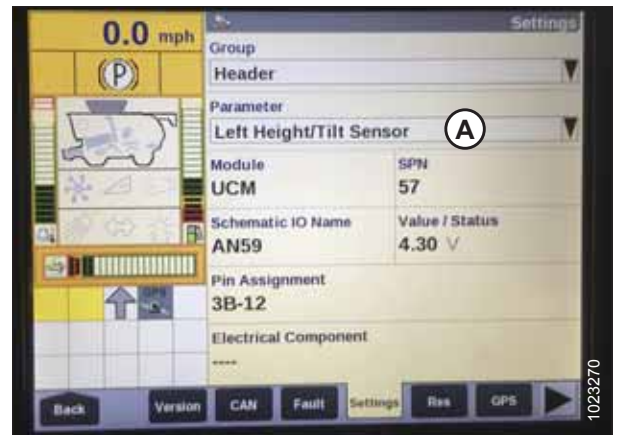 0.0 mph
(P)
Settings
Group
Header
Parameter
Left Height/Tilt Sensor
A
Module
UCM
SPN
57
Schematic IO Name
AN59
Value / Status
4.30 V
Pin Assignment
3B-12
Electrical Component
----
Back
Version
CAN
Fault
Settings
Res
GPS
1023270